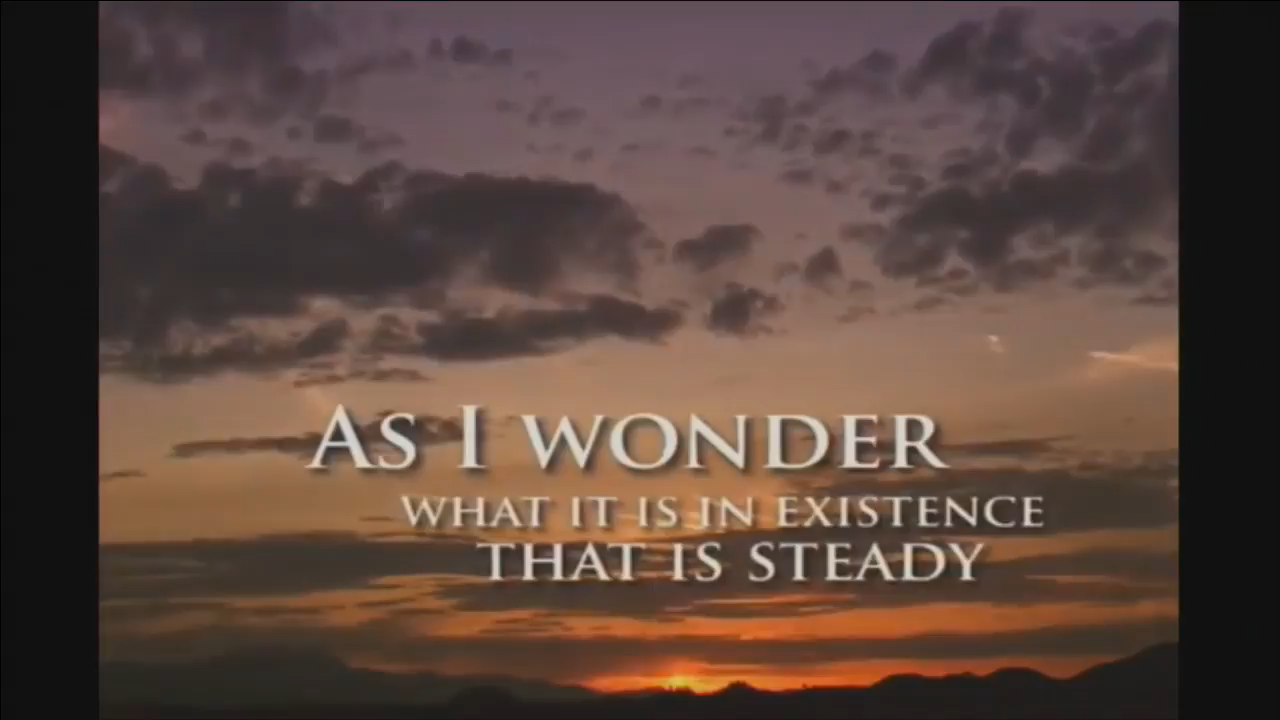 As I wonder
what it is in existence
that is steady